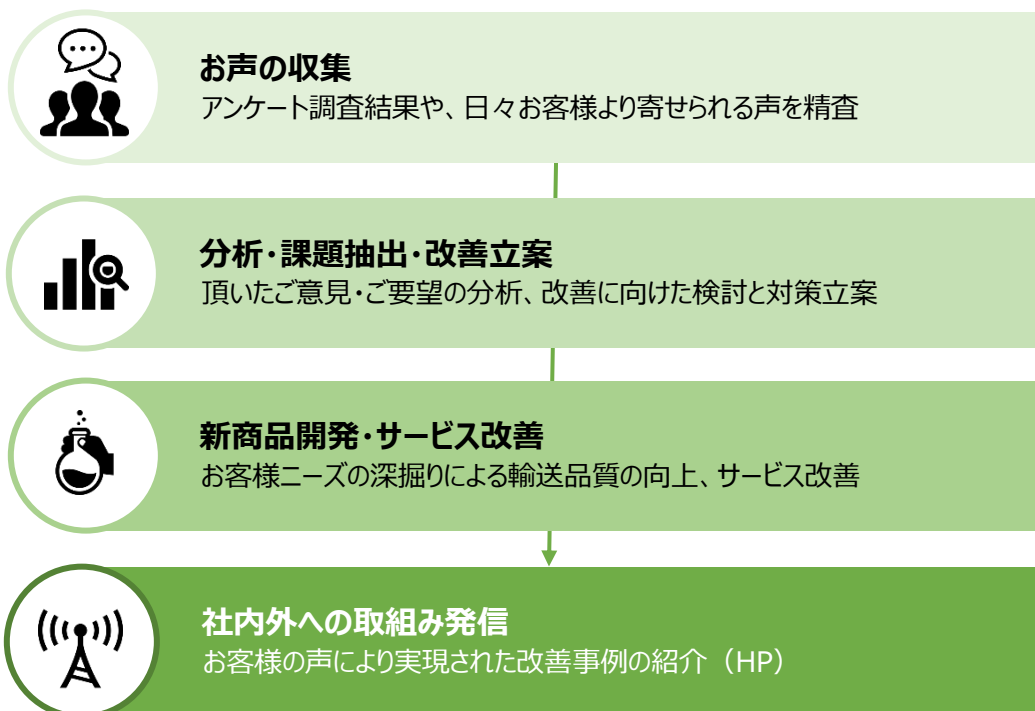 お声の収集
アンケート調査結果や、日々お客様より寄せられる声を精査
分析・課題抽出・改善立案
頂いたご意見・ご要望の分析、改善に向けた検討と対策立案
新商品開発・サービス改善
お客様ニーズの深掘りによる輸送品質の向上、サービス改善
社内外への取組み発信
お客様の声により実現された改善事例の紹介（HP）